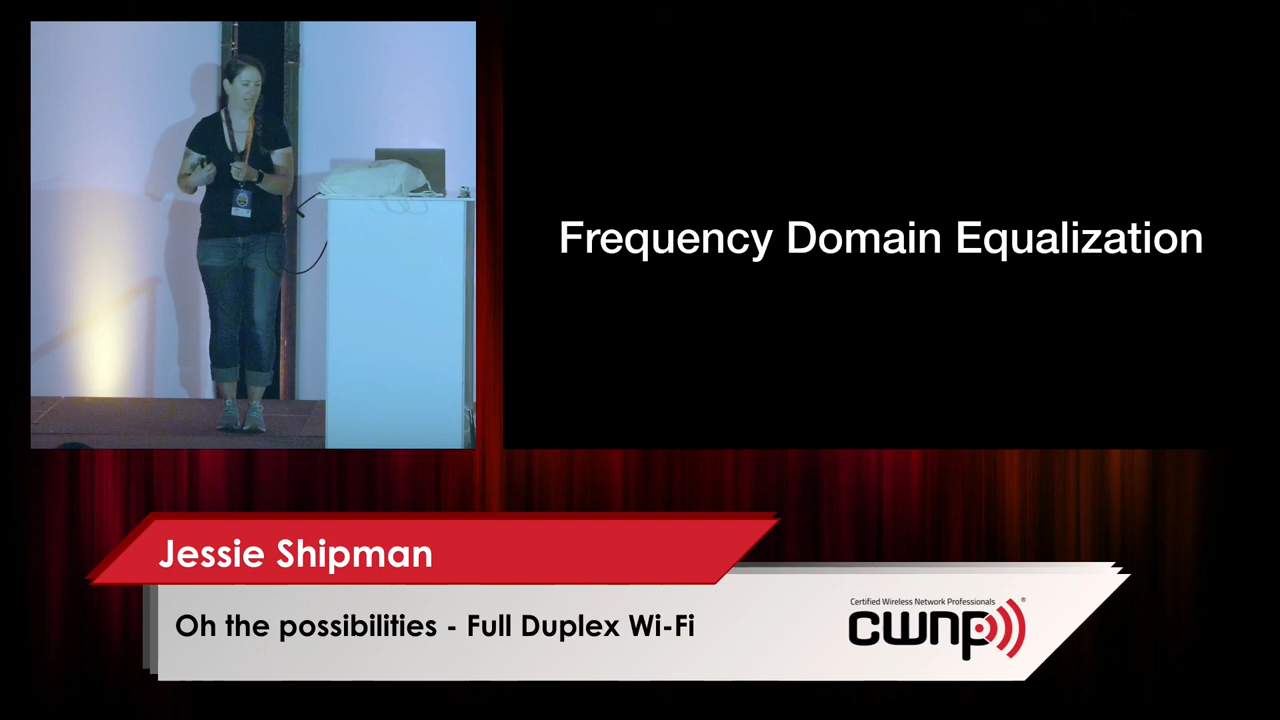 Frequency Domain Equalization
Jessie Shipman
Oh the possibilities - Full Duplex Wi-Fi
Certified Wireless Network Professionals
cwnp®